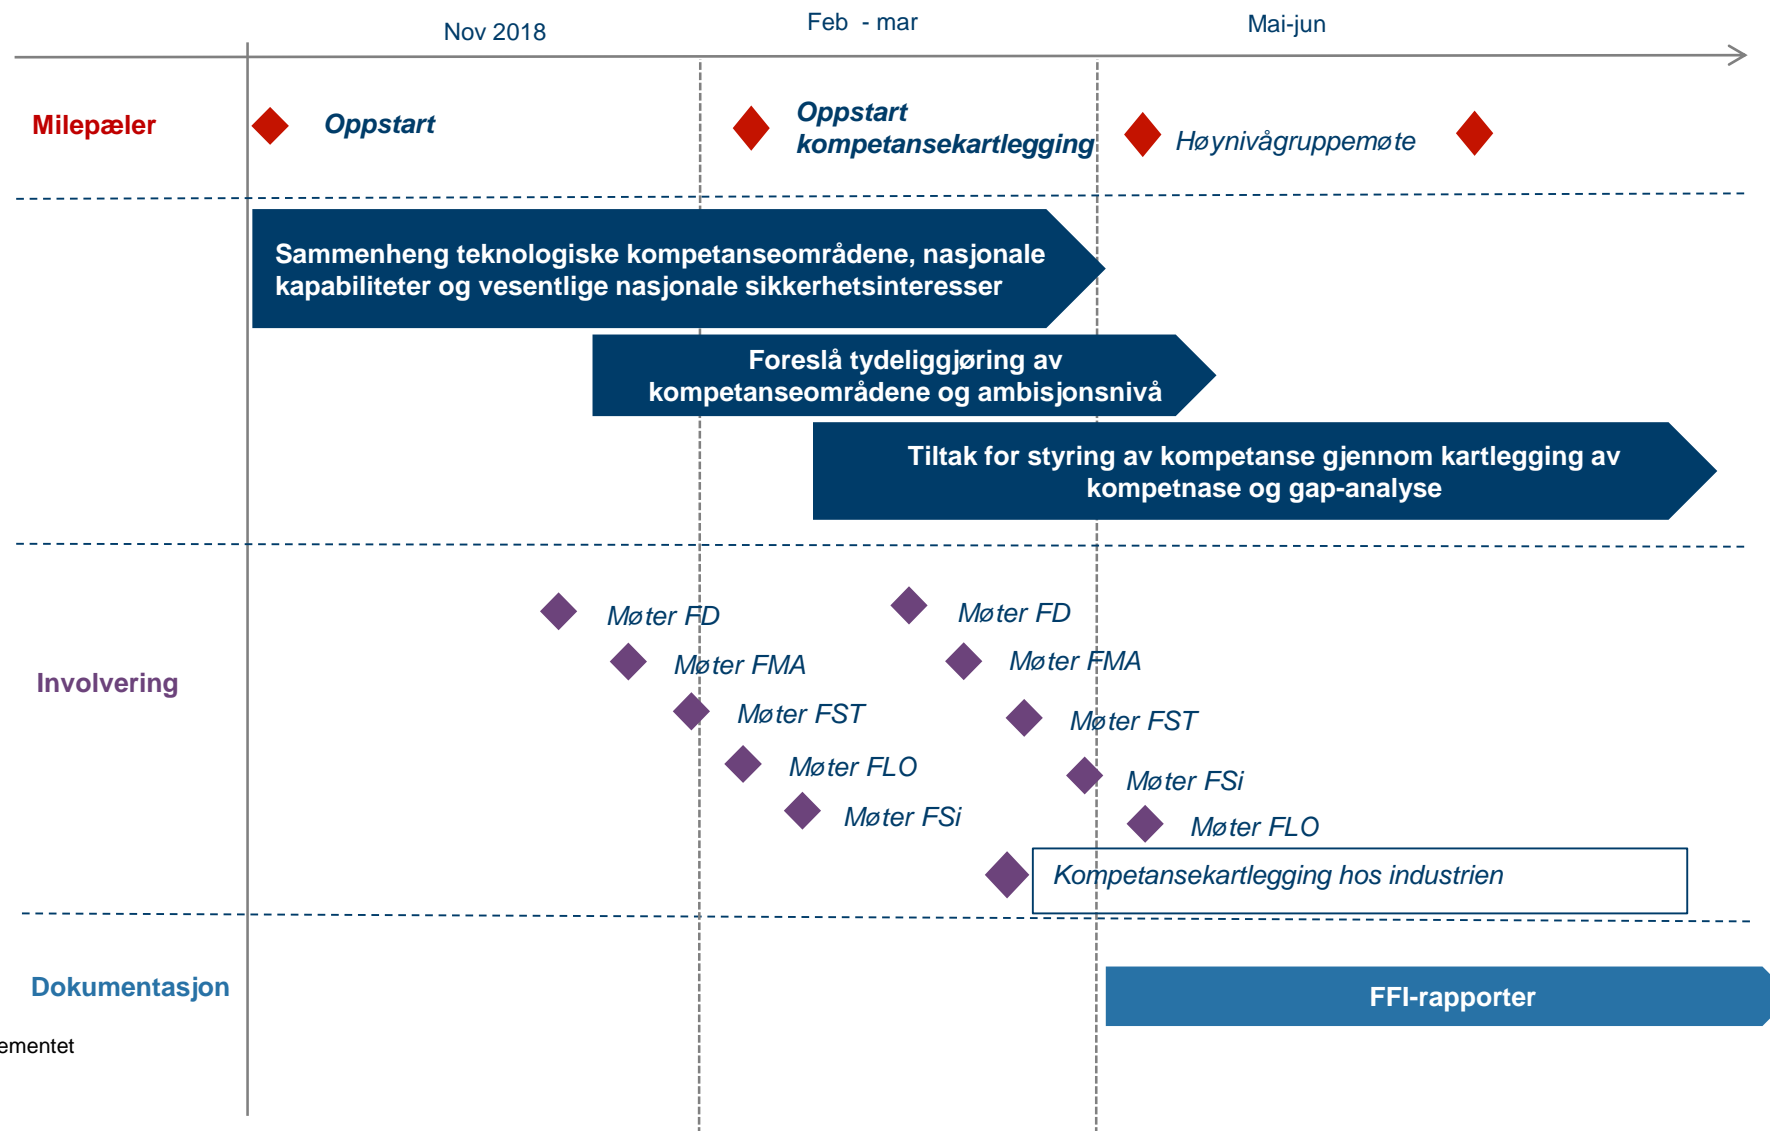 Nov 2018
Feb - mar
Mai-jun
Milepæler
Oppstart
Oppstart
kompetansekartlegging
Høynivågruppemøte
Sammenheng teknologiske kompetanseområdene, nasjonale
kapabiliteter og vesentlige nasjonale sikkerhetsinteresser
Foreslå tydeliggjøring av
kompetanseområdene og ambisjonsnivå
Tiltak for styring av kompetanse gjennom kartlegging av
kompetnase og gap-analyse
Involvering
Møter FD
Møter FMA
Møter FST
Møter FLO
Møter FSi
Møter FD
Møter FMA
Møter FST
Møter FSi
Møter FLO
Kompetansekartlegging hos industrien
Dokumentasjon
FFI-rapporter
ementet